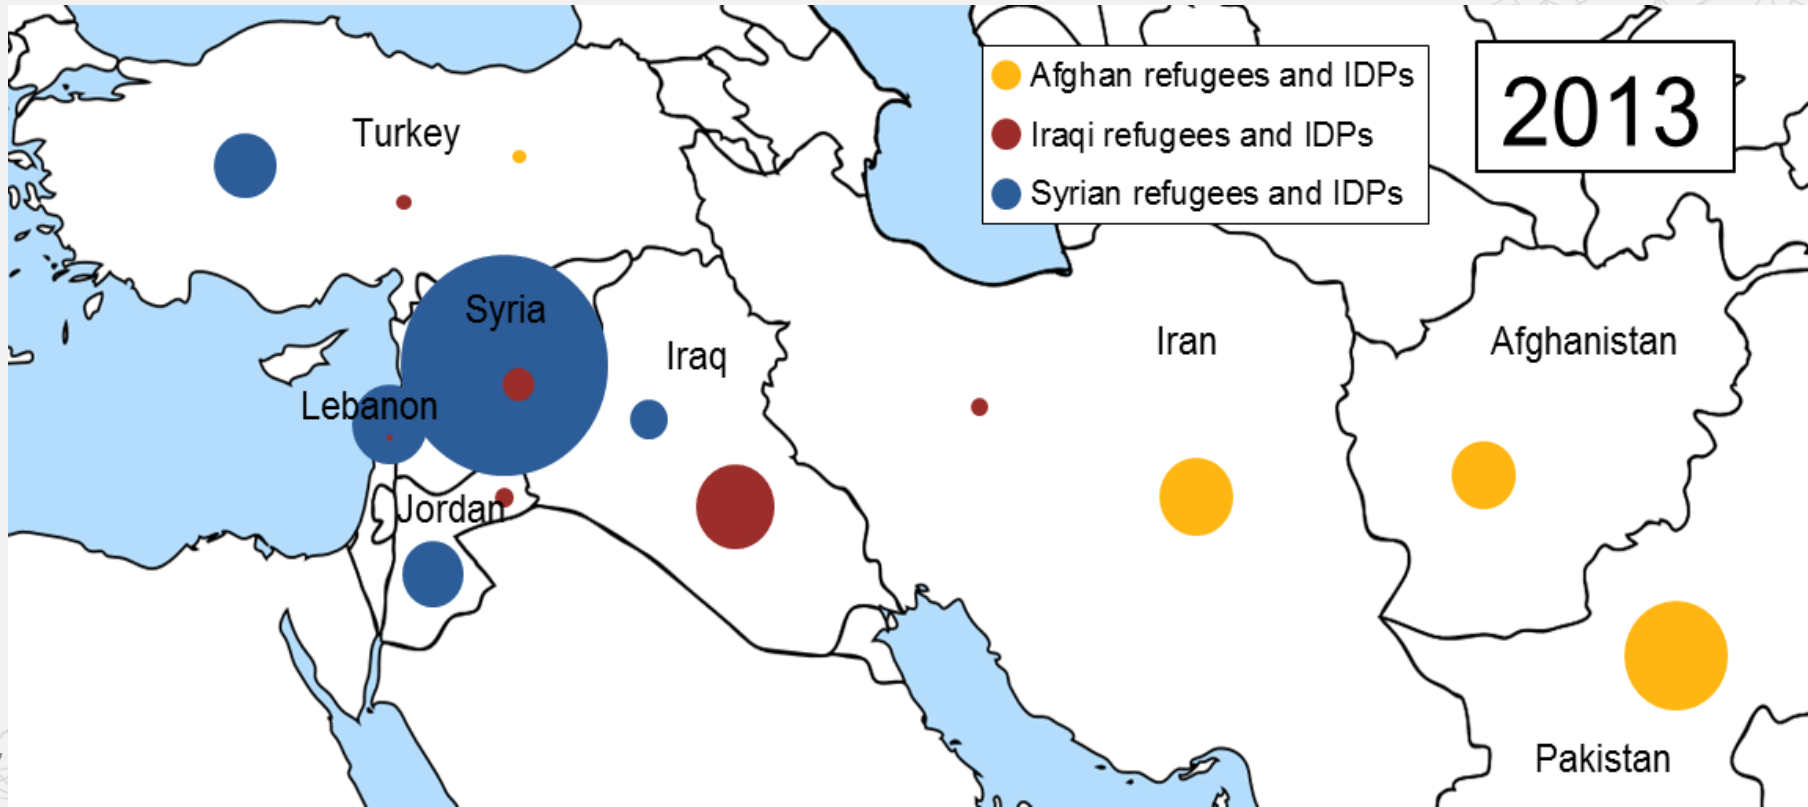 Afghan refugees and IDPs
Iraqi refugees and IDPs
Syrian refugees and IDPs
2013
Turkey
Syria
Iraq
Iran
Afghanistan
Lebanon
Jordan
Pakistan